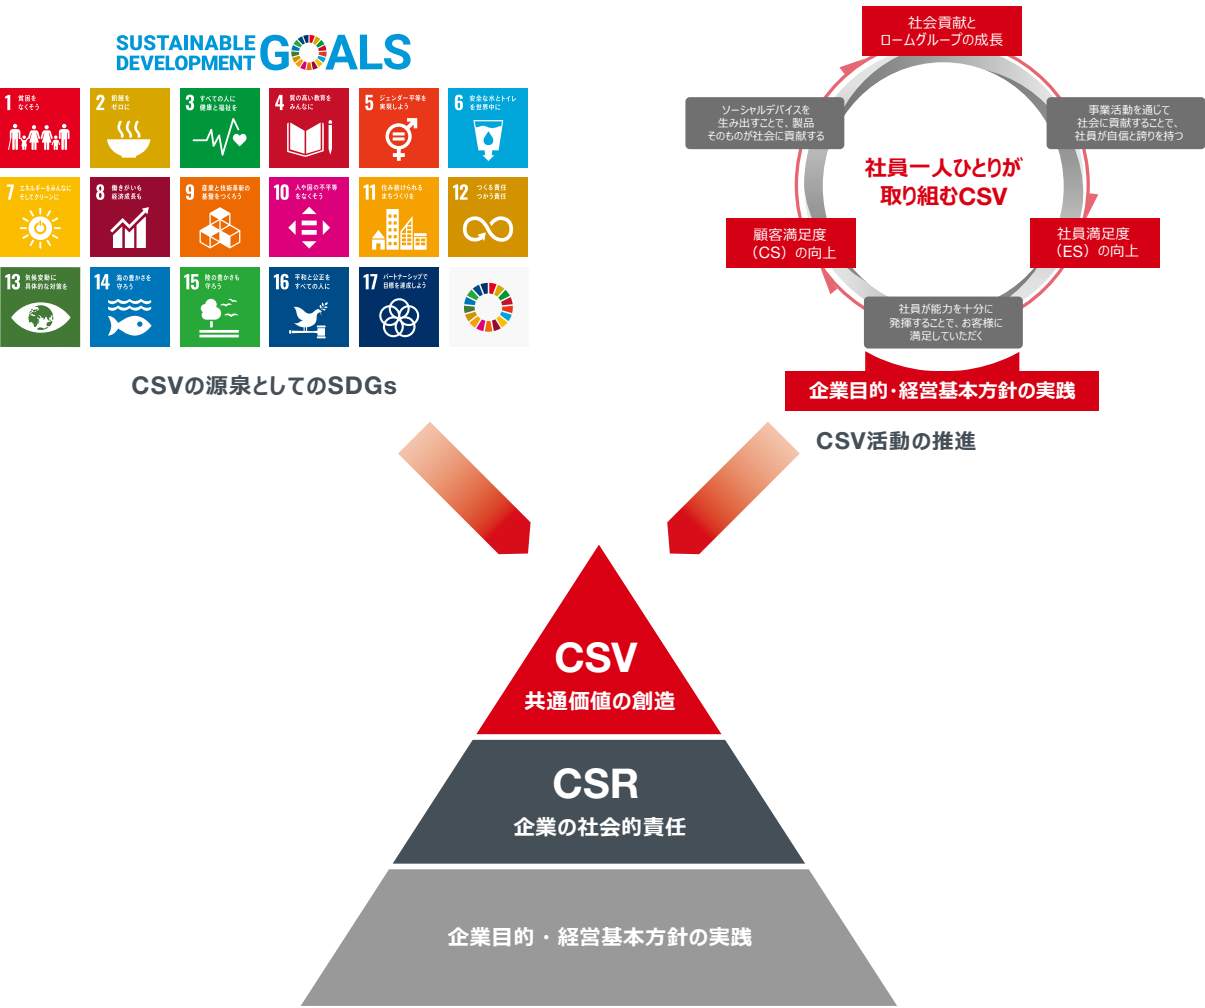 SUSTAINABLE
DEVELOPMENT
GOALS
1 貧困を
なくそう
2 飢餓を
ゼロに
3 すべての人に
健康と福祉を
4 質の高い教育を
みんなに
5 ジェンダー平等を
実現しよう
6 安全な水とトイレ
を世界中に
7 エネルギーをみんなに
そしてクリーンに
8 働きがいも
経済成長も
9 産業と技術革新の
基盤をつくろう
10 人や国の不平等
をなくそう
11 住み続けられる
まちづくりを
12 つくる責任
つかう責任
13 気候変動に
具体的な対策を
14 海の豊かさを
守ろう
15 陸の豊かさも
守ろう
16 平和と公正を
すべての人に
17 パートナーシップで
目標を達成しよう
CSVの源泉としてのSDGs
社会貢献と
ロームグループの成長
ソーシャルデバイスを
生み出すことで、製品
そのものが社会に貢献する
事業活動を通じて
社会に貢献することで、
社員が自信と誇りを持つ
社員一人ひとりが
取り組むCSV
顧客満足度
（CS）の向上
社員満足度
（ES）の向上
社員が能力を十分に
発揮することで、お客様に
満足していただく
企業目的・経営基本方針の実践
CSV活動の推進
CSV
共通価値の創造
CSR
企業の社会的責任
企業目的・経営基本方針の実践